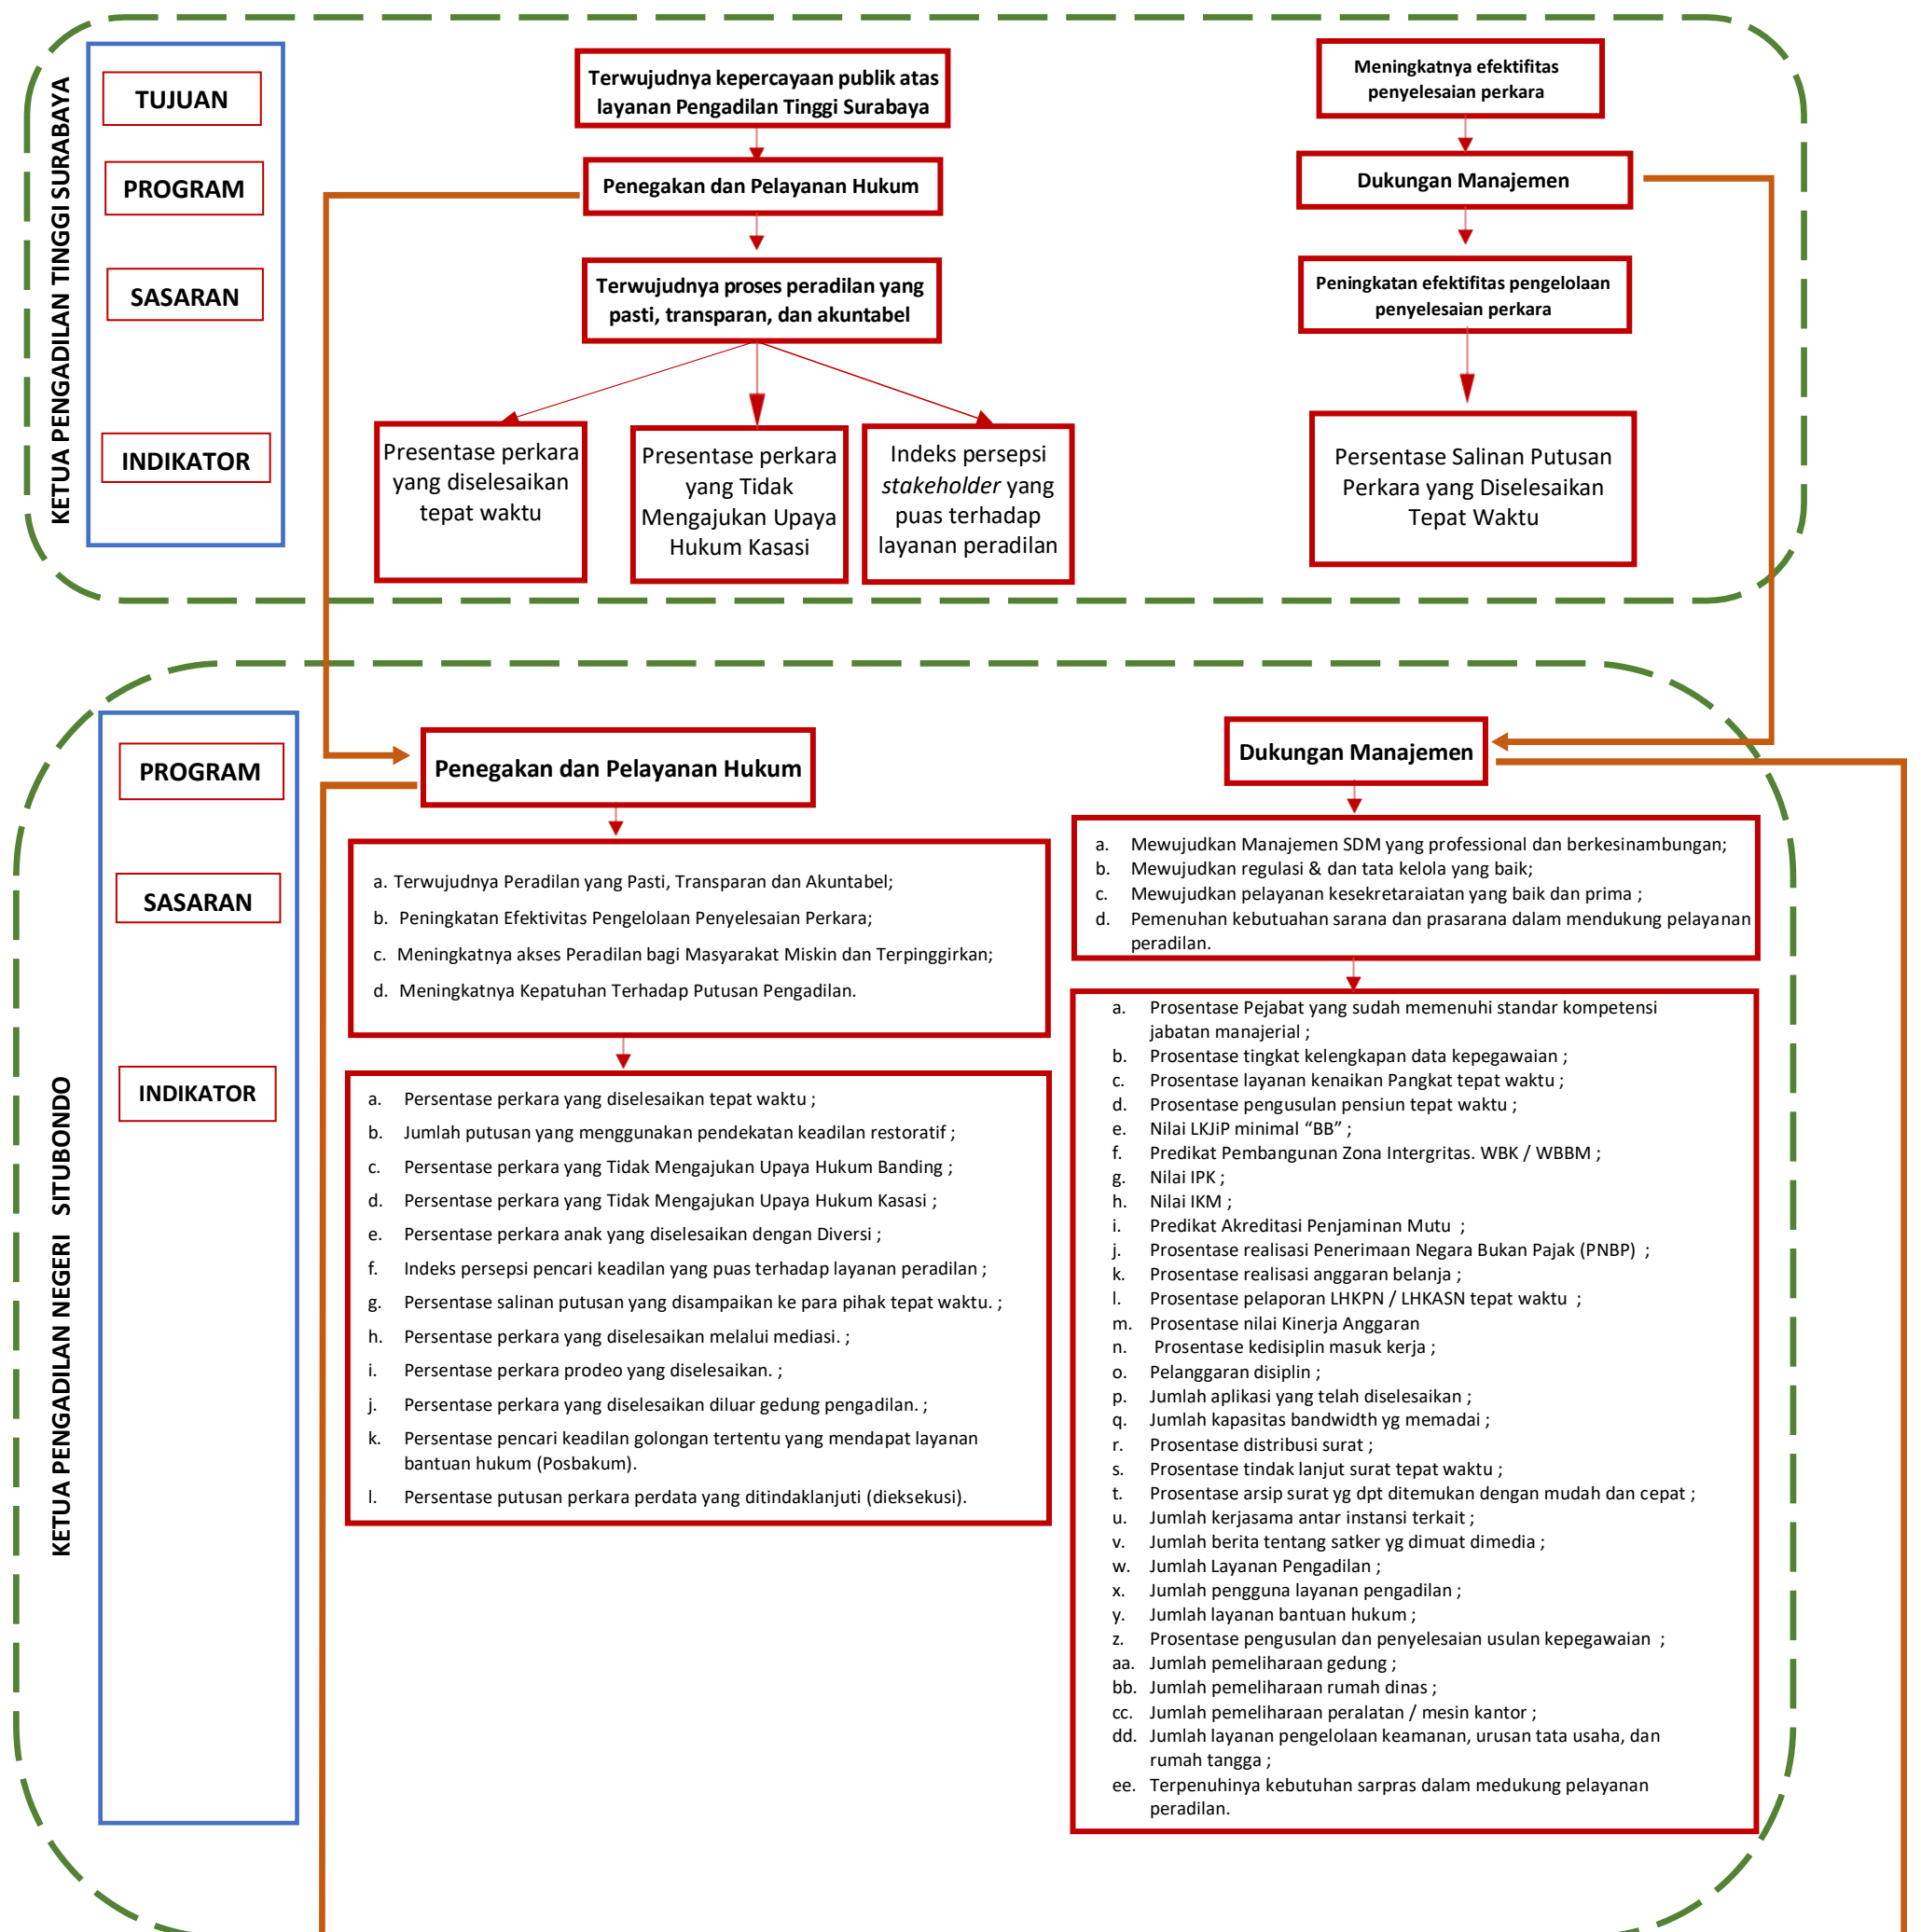 KETUA PENGADILAN TINGGI SURABAYA
TUJUAN
PROGRAM
SASARAN
INDIKATOR
Terwujudnya kepercayaan publik atas
layanan Pengadilan Tinggi Surabaya
Penegakan dan Pelayanan Hukum
Terwujudnya proses peradilan yang
pasti, transparan, dan akuntabel
Presentase perkara
yang diselesaikan
tepat waktu
Presentase perkara
yang Tidak
Mengajukan Upaya
Hukum Kasasi
Indeks persepsi
stakeholder yang
puas terhadap
layanan peradilan
Meningkatnya efektifitas
penyelesaian perkara
Dukungan Manajemen
Peningkatan efektifitas pengelolaan
penyelesaian perkara
Persentase Salinan Putusan
Perkara yang Diselesaikan
Tepat Waktu
KETUA PENGADILAN NEGERI SITUBONDO
PROGRAM
SASARAN
INDIKATOR
Penegakan dan Pelayanan Hukum
a. Terwujudnya Peradilan yang Pasti, Transparan dan Akuntabel;
b. Peningkatan Efektivitas Pengelolaan Penyelesaian Perkara;
c. Meningkatnya akses Peradilan bagi Masyarakat Miskin dan Terpinggirkan;
d. Meningkatnya Kepatuhan Terhadap Putusan Pengadilan.
a. Persentase perkara yang diselesaikan tepat waktu ;
b. Jumlah putusan yang menggunakan pendekatan keadilan restoratif ;
c. Persentase perkara yang Tidak Mengajukan Upaya Hukum Banding ;
d. Persentase perkara yang Tidak Mengajukan Upaya Hukum Kasasi ;
e. Persentase perkara anak yang diselesaikan dengan Diversi ;
f. Indeks persepsi pencari keadilan yang puas terhadap layanan peradilan ;
g. Persentase salinan putusan yang disampaikan ke para pihak tepat waktu. ;
h. Persentase perkara yang diselesaikan melalui mediasi. ;
i. Persentase perkara prodeo yang diselesaikan. ;
j. Persentase perkara yang diselesaikan diluar gedung pengadilan. ;
k. Persentase pencari keadilan golongan tertentu yang mendapat layanan
bantuan hukum (Posbakum).
l. Persentase putusan perkara perdata yang ditindaklanjuti (dieksekusi).
Dukungan Manajemen
a. Mewujudkan Manajemen SDM yang professional dan berkesinambungan;
b. Mewujudkan regulasi & dan tata kelola yang baik;
c. Mewujudkan pelayanan kesekretaraiatan yang baik dan prima ;
d. Pemenuhan kebutuahan sarana dan prasarana dalam mendukung pelayanan
peradilan.
a. Prosentase Pejabat yang sudah memenuhi standar kompetensi
jabatan manajerial ;
b. Prosentase tingkat kelengkapan data kepegawaian ;
c. Prosentase layanan kenaikan Pangkat tepat waktu ;
d. Prosentase pengusulan pensiun tepat waktu ;
e. Nilai LKJiP minimal “BB” ;
f. Predikat Pembangunan Zona Intergritas. WBK / WBBM ;
g. Nilai IPK ;
h. Nilai IKM ;
i. Predikat Akreditasi Penjaminan Mutu ;
j. Prosentase realisasi Penerimaan Negara Bukan Pajak (PNBP) ;
k. Prosentase realisasi anggaran belanja ;
l. Prosentase pelaporan LHKPN / LHKASN tepat waktu ;
m. Prosentase nilai Kinerja Anggaran
n. Prosentase kedisiplin masuk kerja ;
o. Pelanggaran disiplin ;
p. Jumlah aplikasi yang telah diselesaikan ;
q. Jumlah kapasitas bandwidth yg memadai ;
r. Prosentase distribusi surat ;
s. Prosentase tindak lanjut surat tepat waktu ;
t. Prosentase arsip surat yg dpt ditemukan dengan mudah dan cepat ;
u. Jumlah kerjasama antar instansi terkait ;
v. Jumlah berita tentang satker yg dimuat dimedia ;
w. Jumlah Layanan Pengadilan ;
x. Jumlah pengguna layanan pengadilan ;
y. Jumlah layanan bantuan hukum ;
z. Prosentase pengusulan dan penyelesaian usulan kepegawaian ;
aa. Jumlah pemeliharaan gedung ;
bb. Jumlah pemeliharaan rumah dinas ;
cc. Jumlah pemeliharaan peralatan / mesin kantor ;
dd. Jumlah layanan pengelolaan keamanan, urusan tata usaha, dan
rumah tangga ;
ee. Terpenuhinya kebutuhan sarpras dalam medukung pelayanan
peradilan.